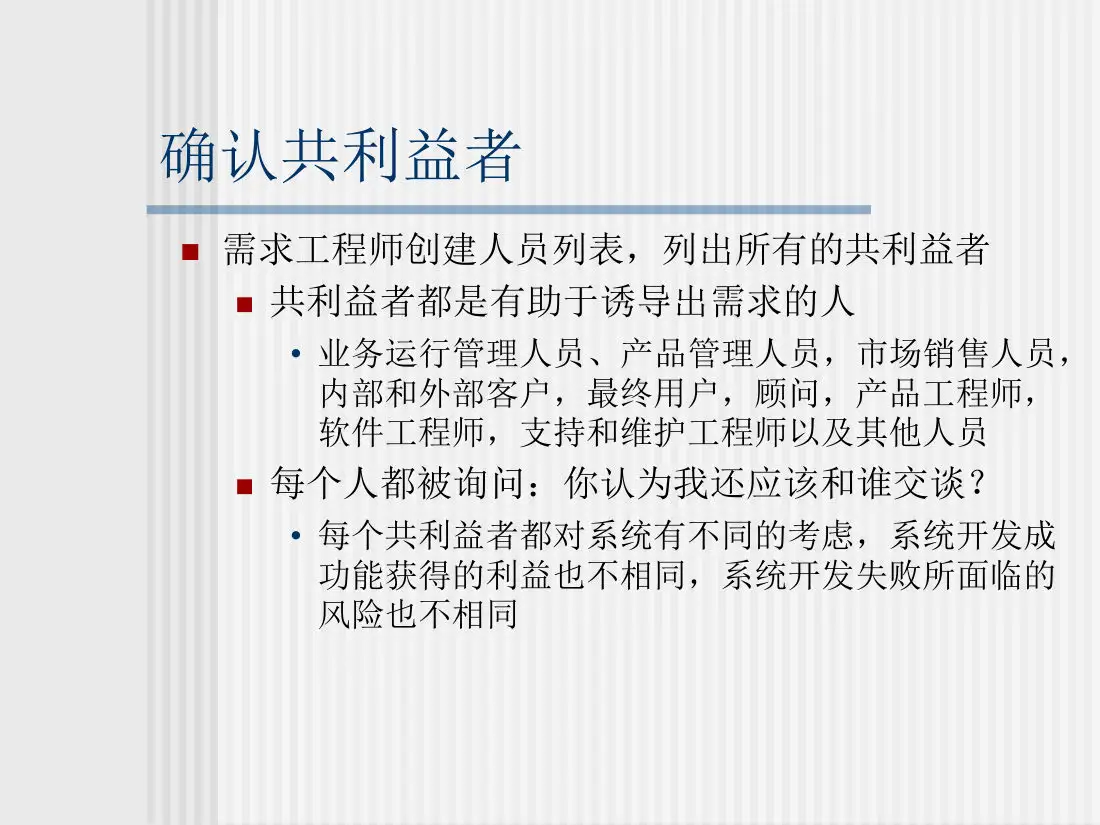 确认共利益者
需求工程师创建人员列表，列出所有的共利益者
共利益者都是有助于诱导出需求的人
业务运行管理人员、产品管理人员，市场销售人员，
内部和外部客户，最终用户，顾问，产品工程师，
软件工程师，支持和维护工程师以及其他人员
每个人都被询问：你认为我还应该和谁交谈？
每个共利益者都对系统有不同的考虑，系统开发成
功能获得的利益也不相同，系统开发失败所面临的
风险也不相同